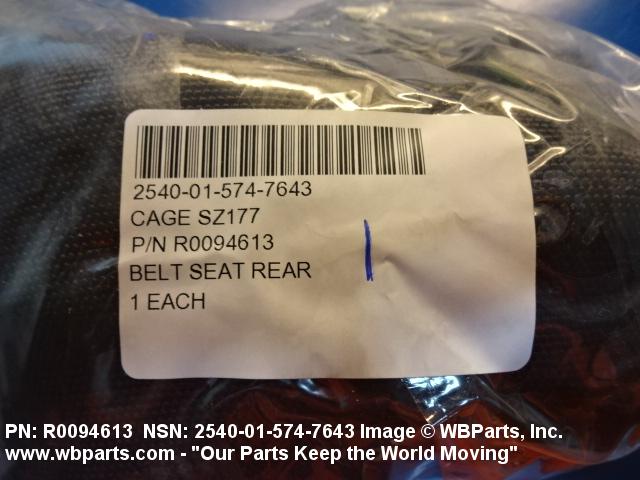 2540-01-574-7643
CAGE SZ177
P/N R0094613
BELT SEAT REAR
1 EACH
PN: R0094613 NSN: 2540-01-574-7643 Image © WBParts, Inc.
www.wbparts.com - "Our Parts Keep the World Moving"